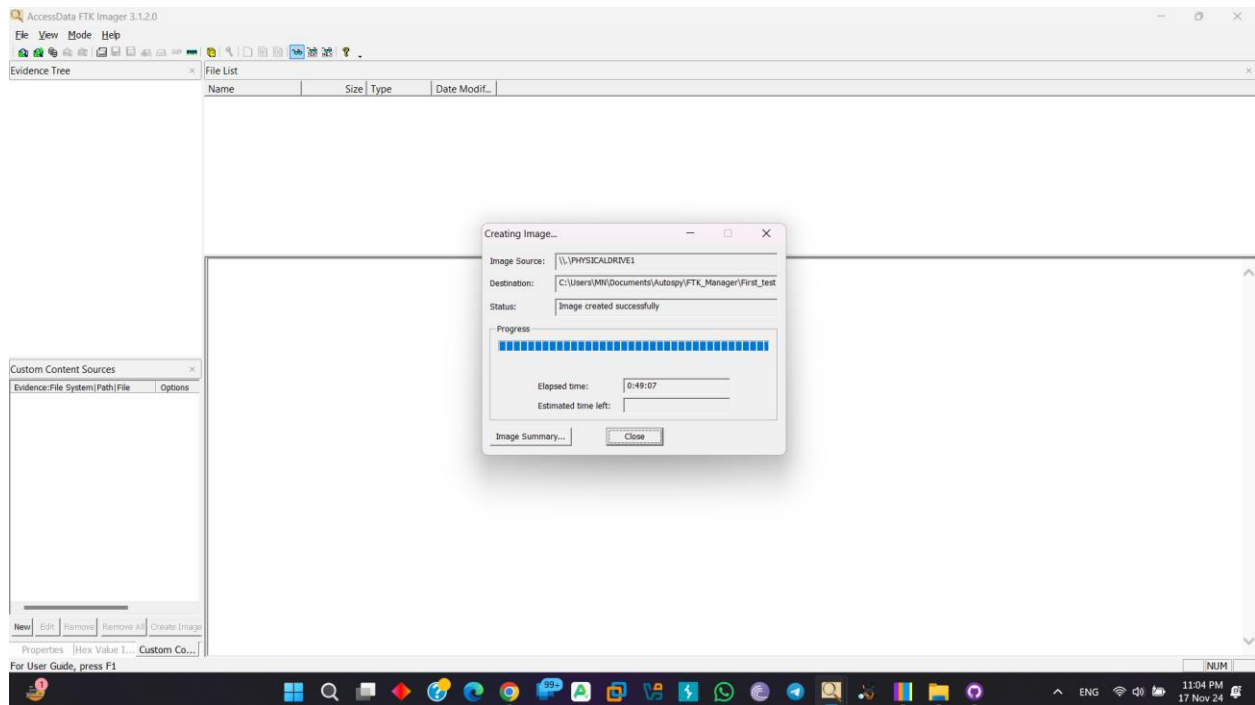 AccessData FTK Imager 3.1.2.0
File View Mode Help
Evidence Tree
File List
Name Size Type Date Modif...
Creating Image...
Image Source: \\.\PHYSICALDRIVE1
Destination: C:\Users\MN\Documents\Autospy\FTK_Manager\First_test
Status: Image created successfully
Progress
Elapsed time: 0:49:07
Estimated time left:
Image Summary... Close
Custom Content Sources
Evidence:File System|Path|File Options
New Edit Remove Remove All Create Image
Properties Hex Value I... Custom Co...
For User Guide, press F1
NUM
1
99+
ENG
11:04 PM
17 Nov 24